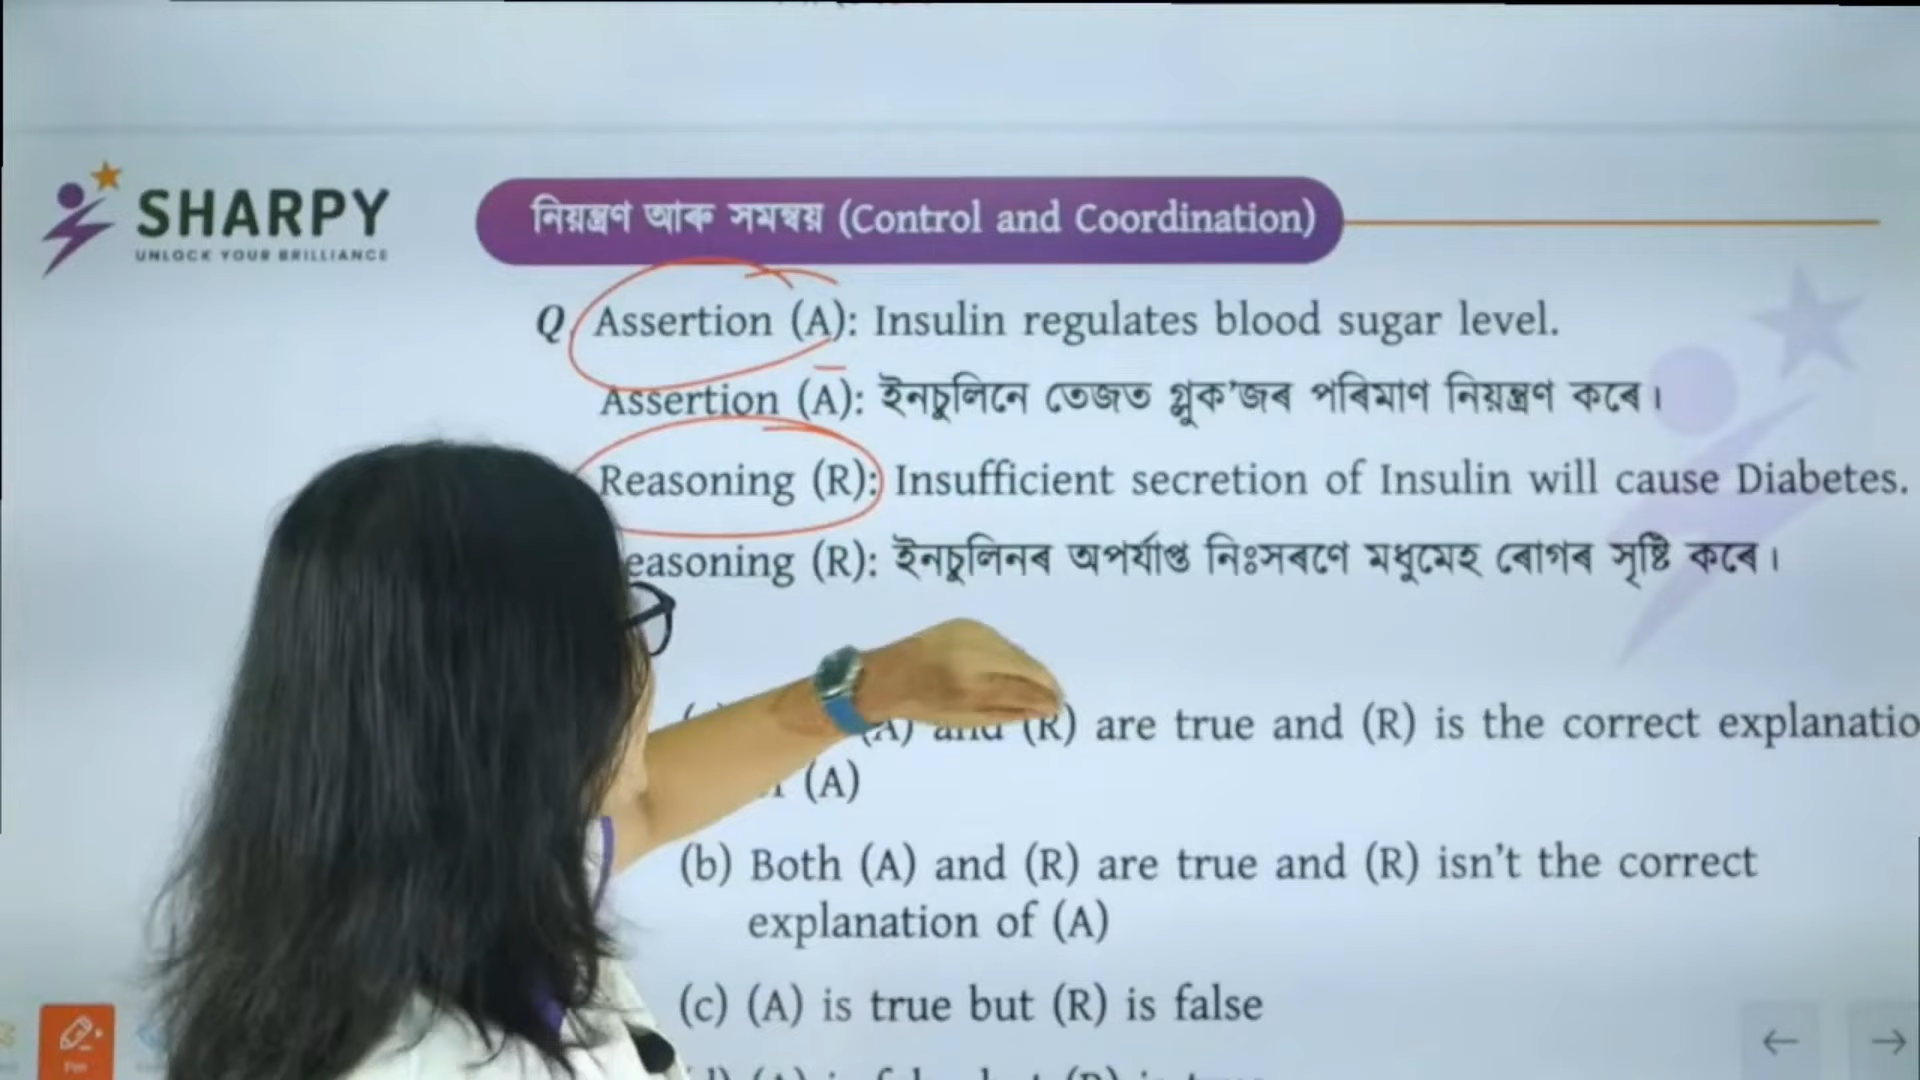 SHARPY
UNLOCK YOUR BRILLIANCE
নিয়ন্ত্ৰণ আৰু সমন্বয় (Control and Coordination)
Q Assertion (A): Insulin regulates blood sugar level.
Assertion (A): ইনচুলিনে তেজত গ্লুক'জৰ পৰিমাণ নিয়ন্ত্ৰণ কৰে।
Reasoning (R): Insufficient secretion of Insulin will cause Diabetes.
easoning (R): ইনচুলিনৰ অপৰ্যাপ্ত নিঃসৰণে মধুমেহ ৰোগৰ সৃষ্টি কৰে।
(A) and (R) are true and (R) is the correct explanatio
(A)
(b) Both (A) and (R) are true and (R) isn't the correct
explanation of (A)
(c) (A) is true but (R) is false
Pen